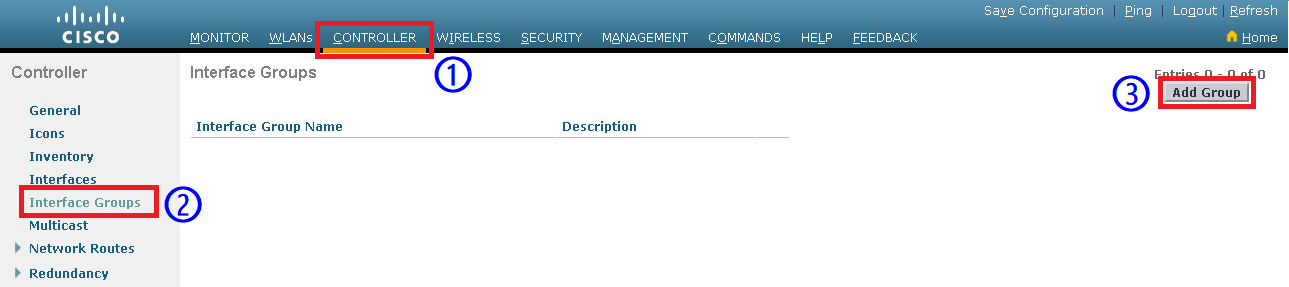 Save Configuration | Ping | Logout | Refresh
CISCO
MONITOR WLANs CONTROLLER WIRELESS SECURITY MANAGEMENT COMMANDS HELP FEEDBACK Home
1
Controller
General
Icons
Inventory
Interfaces
Interface Groups
2
Multicast
Network Routes
Redundancy
Interface Groups
Entries 0 - 0 of 0
3 Add Group
Interface Group Name Description